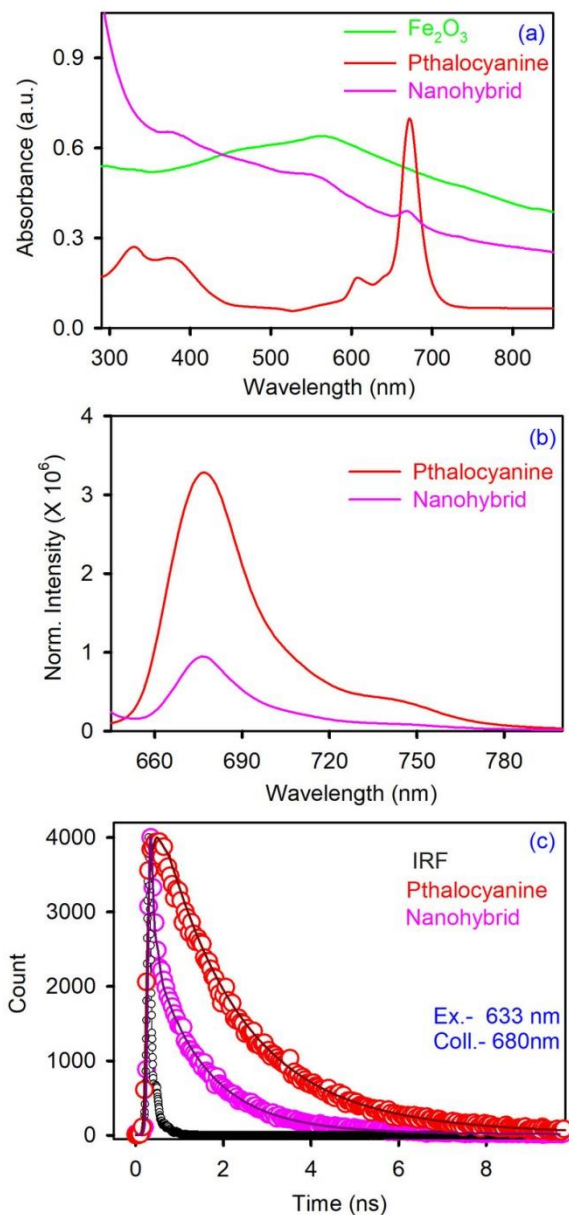 Fe₂O₃
(a)
Pthalocyanine
Nanohybrid
0.9
0.6
0.3
0.0
Absorbance (a.u.)
300 400 500 600 700 800
Wavelength (nm)
(b)
Pthalocyanine
Nanohybrid
4
3
2
1
0
Norm. Intensity (X 10⁶)
660 690 720 750 780
Wavelength (nm)
(c)
IRF
Pthalocyanine
Nanohybrid
Ex.- 633 nm
Coll.- 680nm
4000
3000
2000
1000
0
Count
0 2 4 6 8
Time (ns)